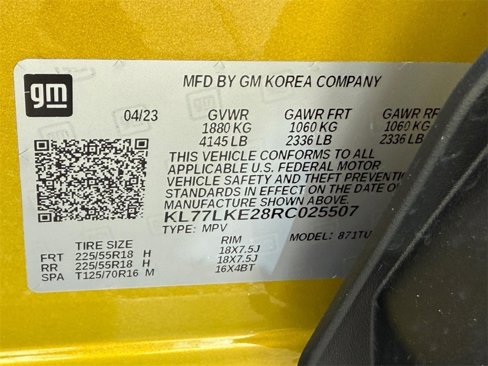 gm
MFD BY GM KOREA COMPANY
04/23 GVWR GAWR FRT GAWR RR
1880 KG 1060 KG 1060 KG
4145 LB 2336 LB 2336 LB
THIS VEHICLE CONFORMS TO ALL
APPLICABLE U.S. FEDERAL MOTOR
VEHICLE SAFETY AND THEFT PREVENTION
STANDARDS IN EFFECT ON THE DATE OF
MANUFACTURE SHOWN ABOVE.
KL77LKE28RC025507
TYPE: MPV MODEL: 871TU
TIRE SIZE RIM
FRT 225/55R18 H 18X7.5J
RR 225/55R18 H 18X7.5J
SPA T125/70R16 M 16X4BT